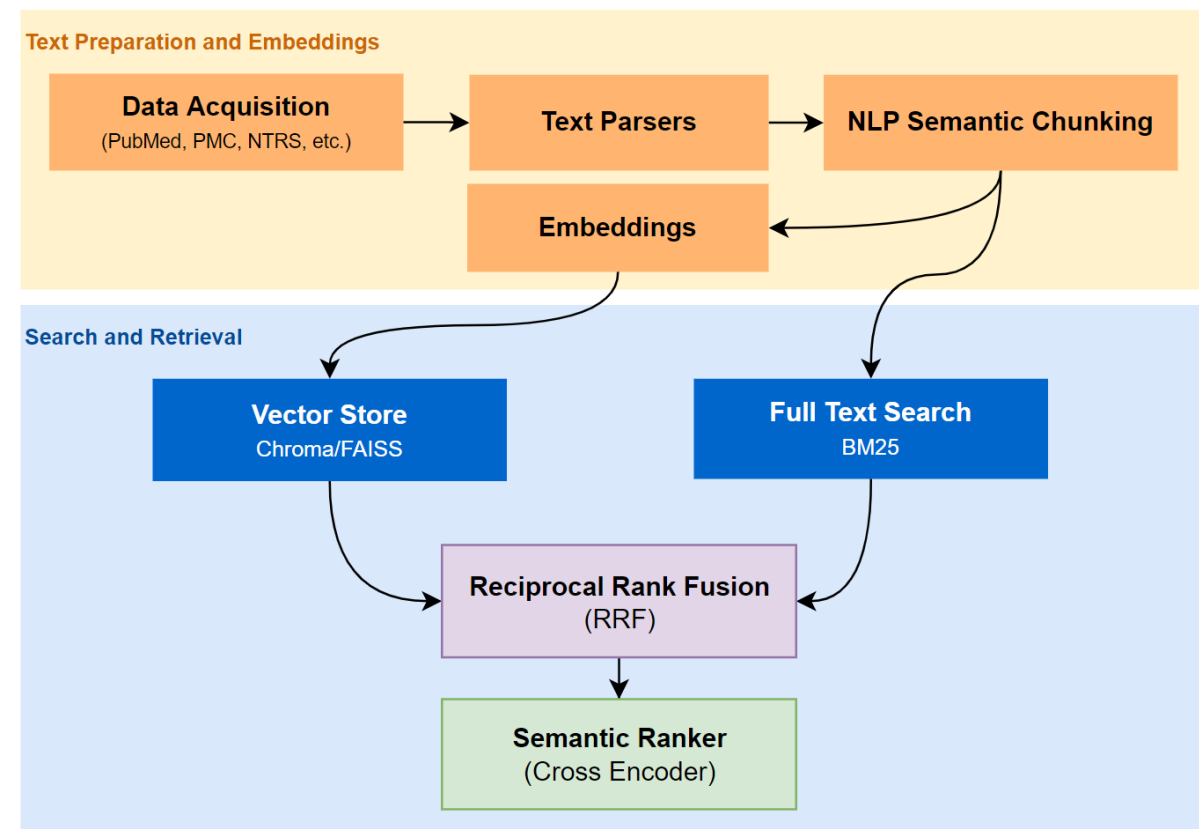 Text Preparation and Embeddings
Data Acquisition
(PubMed, PMC, NTRS, etc.)
Text Parsers
NLP Semantic Chunking
Embeddings
Search and Retrieval
Vector Store
Chroma/FAISS
Full Text Search
BM25
Reciprocal Rank Fusion
(RRF)
Semantic Ranker
(Cross Encoder)